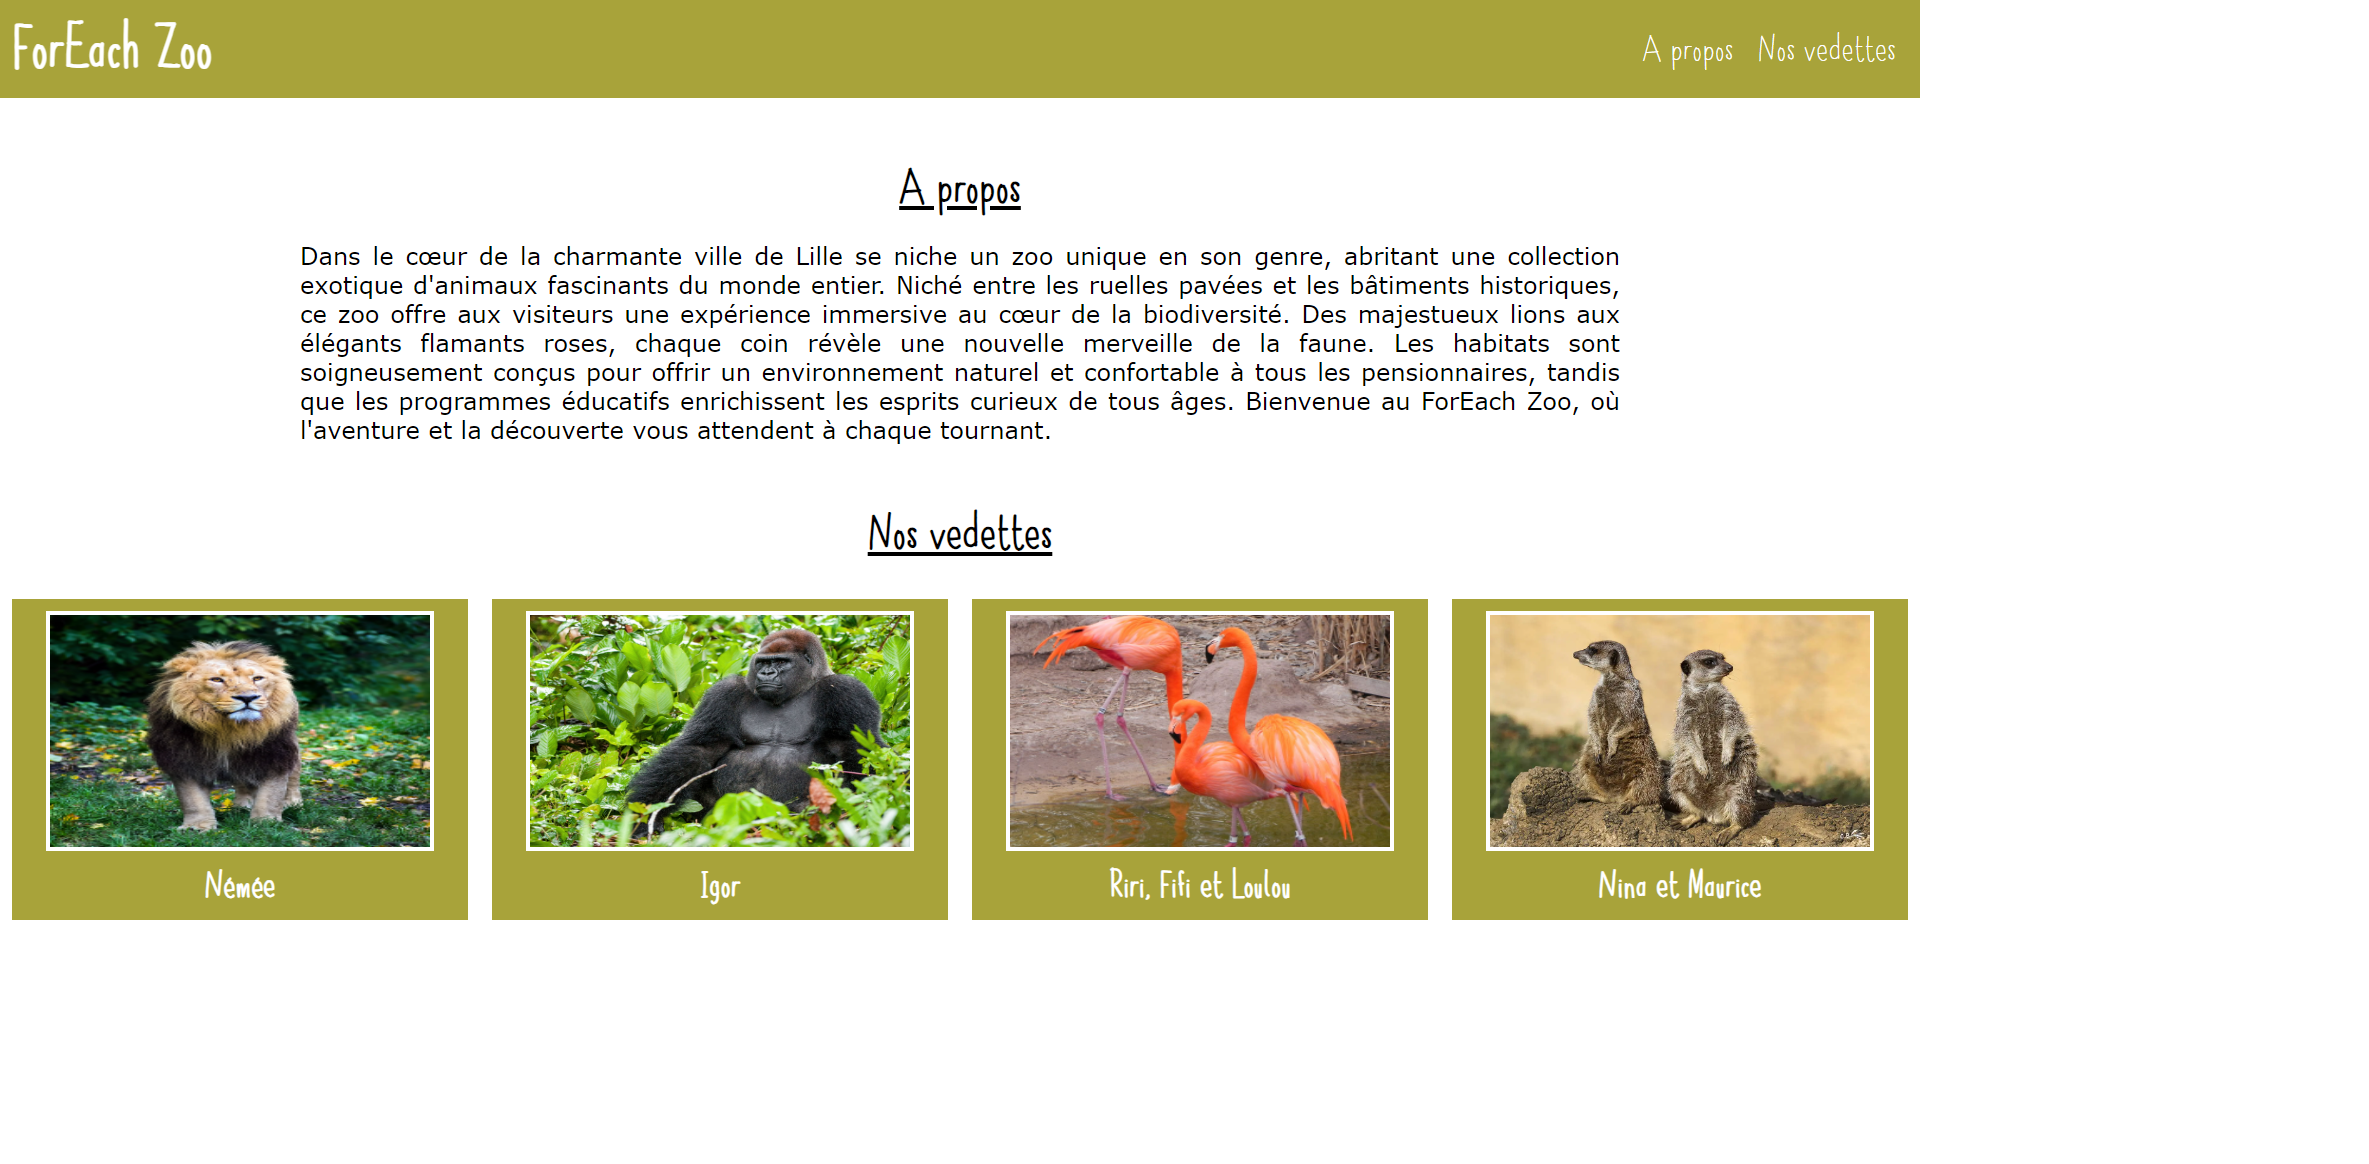 ForEach Zoo
A propos Nos vedettes
A propos
Dans le cœur de la charmante ville de Lille se niche un zoo unique en son genre, abritant une collection
exotique d'animaux fascinants du monde entier. Niché entre les ruelles pavées et les bâtiments historiques,
ce zoo offre aux visiteurs une expérience immersive au cœur de la biodiversité. Des majestueux lions aux
élégants flamants roses, chaque coin révèle une nouvelle merveille de la faune. Les habitats sont
soigneusement conçus pour offrir un environnement naturel et confortable à tous les pensionnaires, tandis
que les programmes éducatifs enrichissent les esprits curieux de tous âges. Bienvenue au ForEach Zoo, où
l'aventure et la découverte vous attendent à chaque tournant.
Nos vedettes
Némée
Igor
Riri, Fifi et Loulou
Nina et Maurice